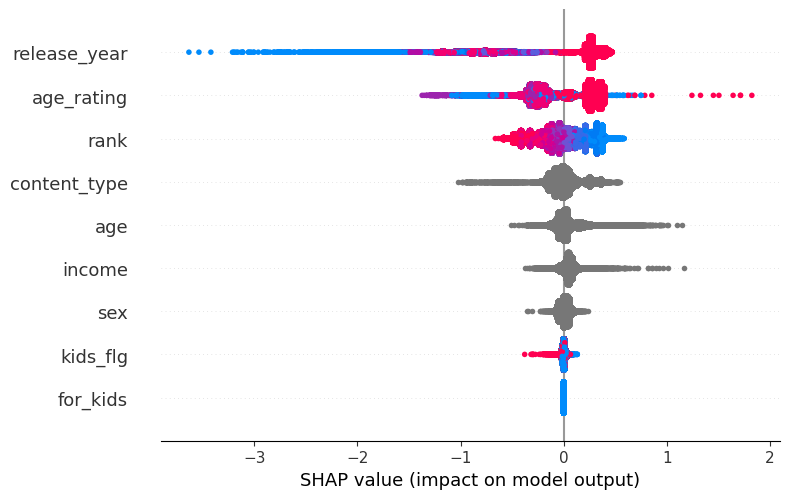 release_year
age_rating
rank
content_type
age
income
sex
kids_flg
for_kids
−3 −2 −1 0 1 2
SHAP value (impact on model output)